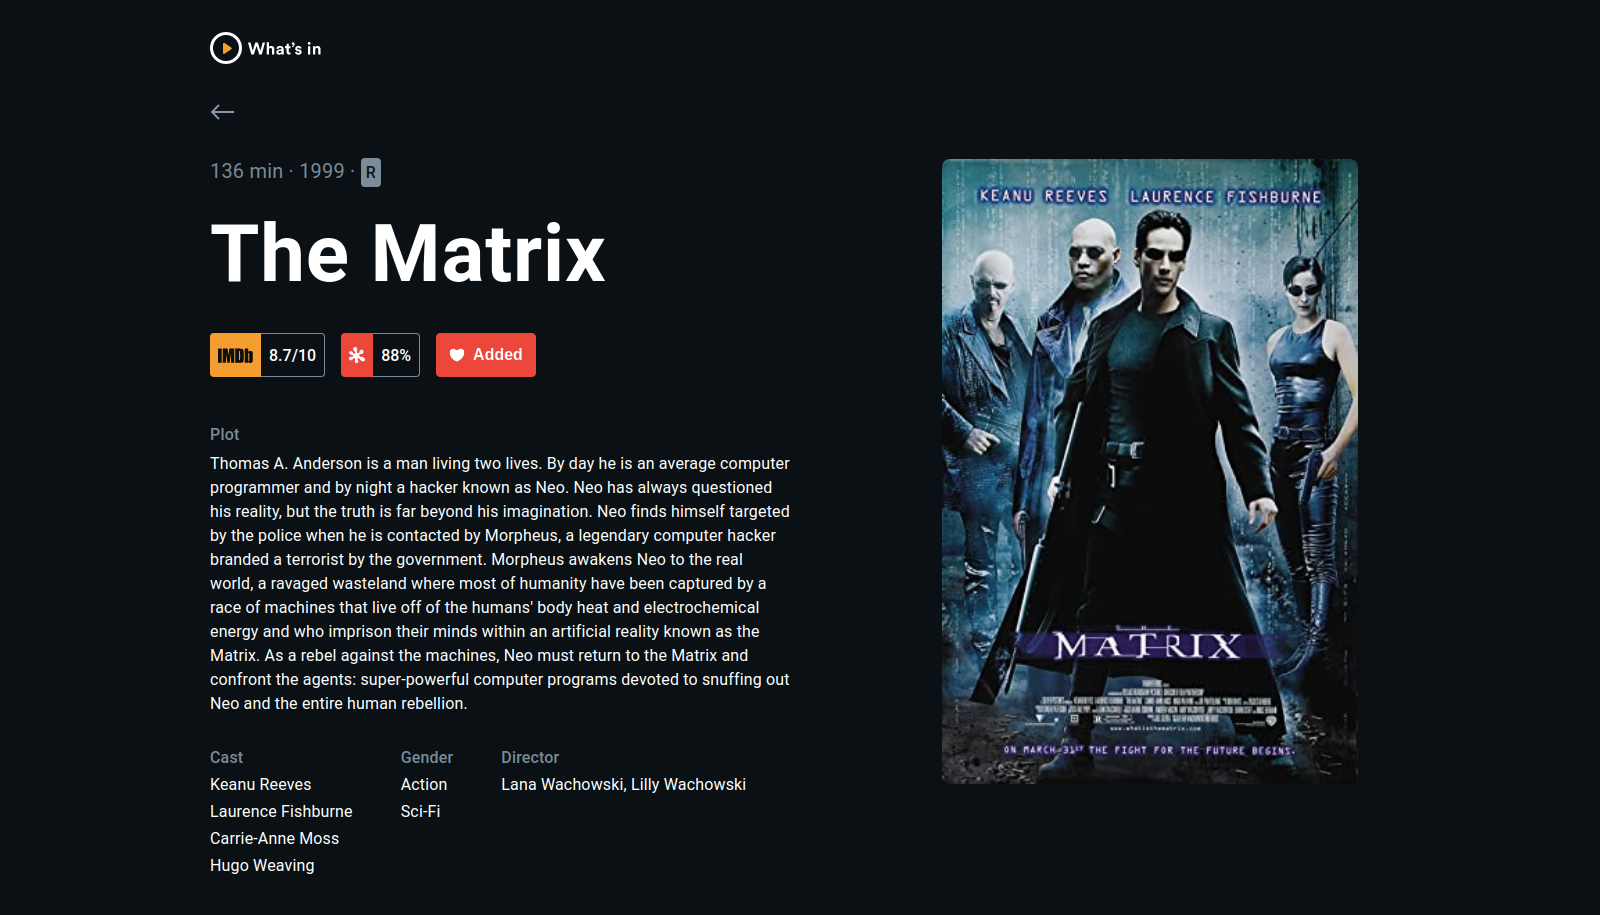 What's in
136 min · 1999 · R
The Matrix
IMDb 8.7/10 88% Added
Plot
Thomas A. Anderson is a man living two lives. By day he is an average computer
programmer and by night a hacker known as Neo. Neo has always questioned
his reality, but the truth is far beyond his imagination. Neo finds himself targeted
by the police when he is contacted by Morpheus, a legendary computer hacker
branded a terrorist by the government. Morpheus awakens Neo to the real
world, a ravaged wasteland where most of humanity have been captured by a
race of machines that live off of the humans' body heat and electrochemical
energy and who imprison their minds within an artificial reality known as the
Matrix. As a rebel against the machines, Neo must return to the Matrix and
confront the agents: super-powerful computer programs devoted to snuffing out
Neo and the entire human rebellion.
Cast
Keanu Reeves
Laurence Fishburne
Carrie-Anne Moss
Hugo Weaving
Gender
Action
Sci-Fi
Director
Lana Wachowski, Lilly Wachowski
KEANU REEVES LAURENCE FISHBURNE
THE
MATRIX
www.whatisthematrix.com
ON MARCH 31ST THE FIGHT FOR THE FUTURE BEGINS.